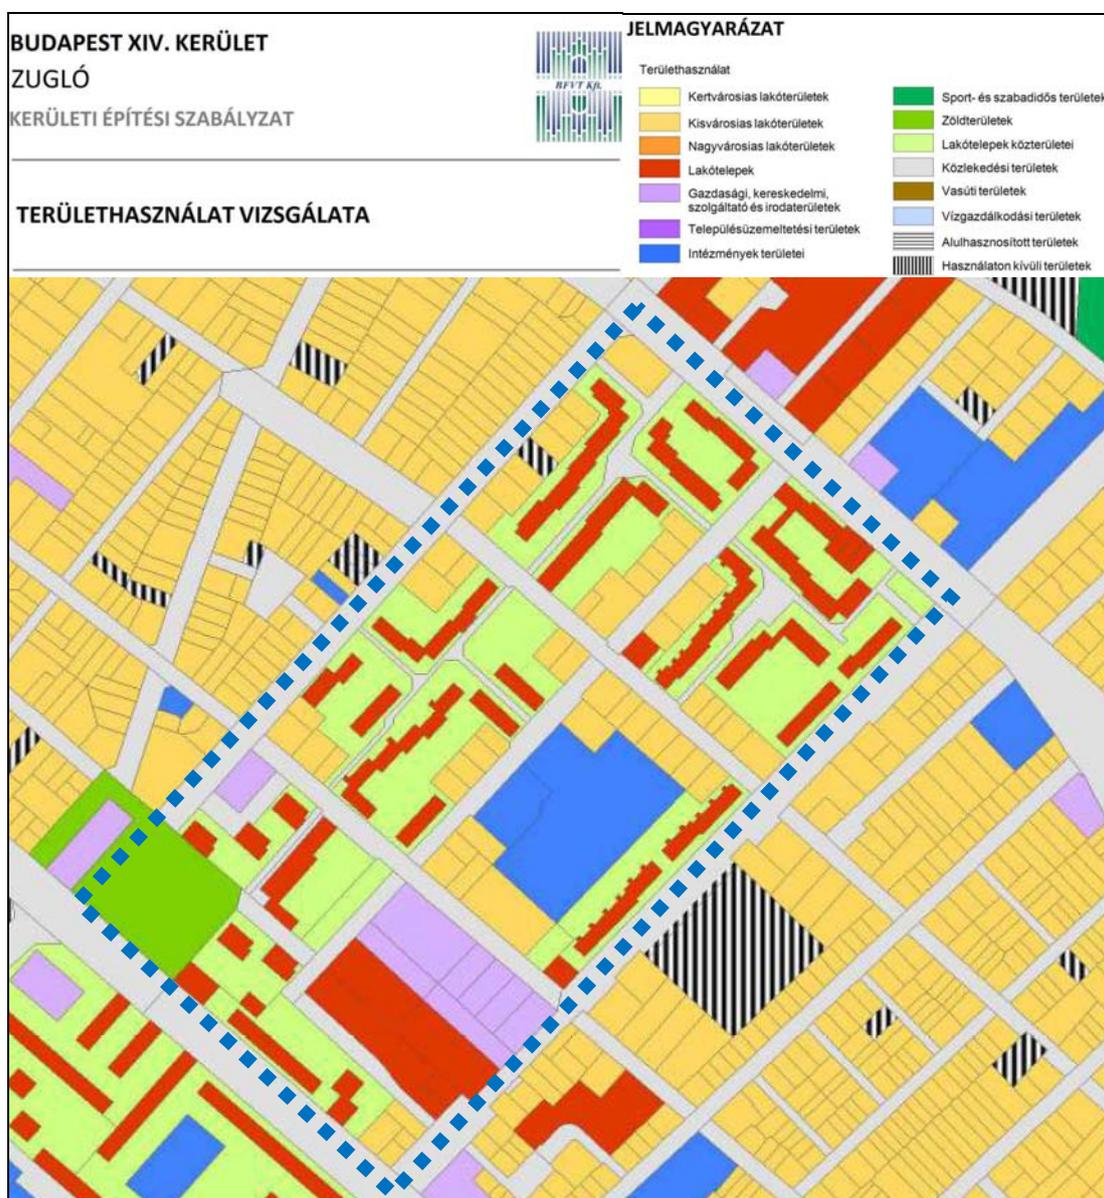 BUDAPEST XIV. KERÜLET
ZUGLÓ
KERÜLETI ÉPÍTÉSI SZABÁLYZAT
BFVT Kft.
TERÜLETHASZNÁLAT VIZSGÁLATA
JELMAGYARÁZAT
Területhasználat
Kertvárosias lakóterületek
Kisvárosias lakóterületek
Nagyvárosias lakóterületek
Lakótelepek
Gazdasági, kereskedelmi,
szolgáltató és irodaterületek
Településüzemeltetési területek
Intézmények területei
Sport- és szabadidős területek
Zöldterületek
Lakótelepek közterületei
Közlekedési területek
Vasúti területek
Vízgazdálkodási területek
Alulhasznosított területek
Használaton kívüli területek